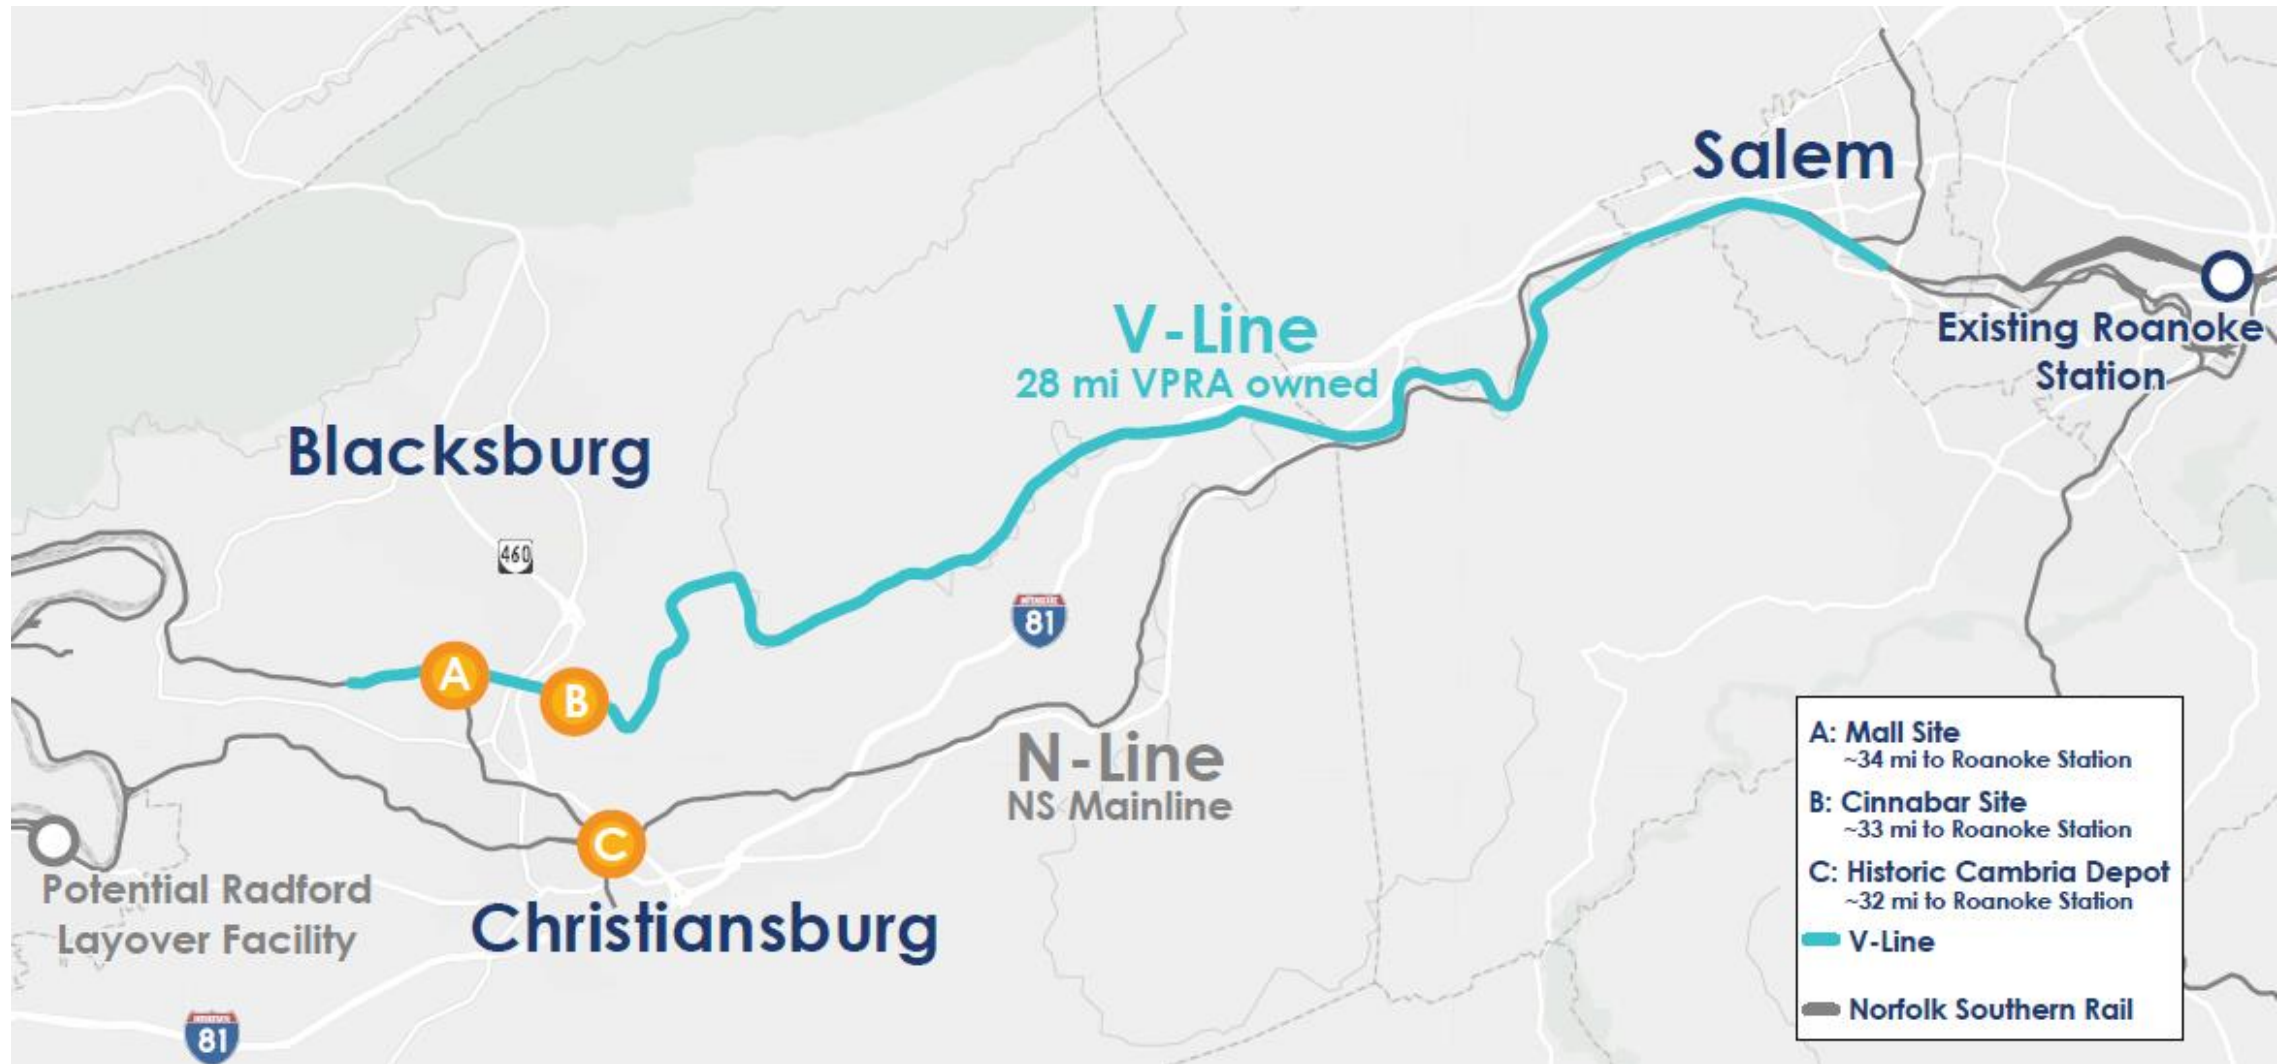 Salem
V-Line
28 mi VPRA owned
Existing Roanoke
Station
Blacksburg
460
INTERSTATE
81
A
B
N-Line
NS Mainline
C
Potential Radford
Layover Facility
Christiansburg
INTERSTATE
81
A: Mall Site
~34 mi to Roanoke Station
B: Cinnabar Site
~33 mi to Roanoke Station
C: Historic Cambria Depot
~32 mi to Roanoke Station
V-Line
Norfolk Southern Rail